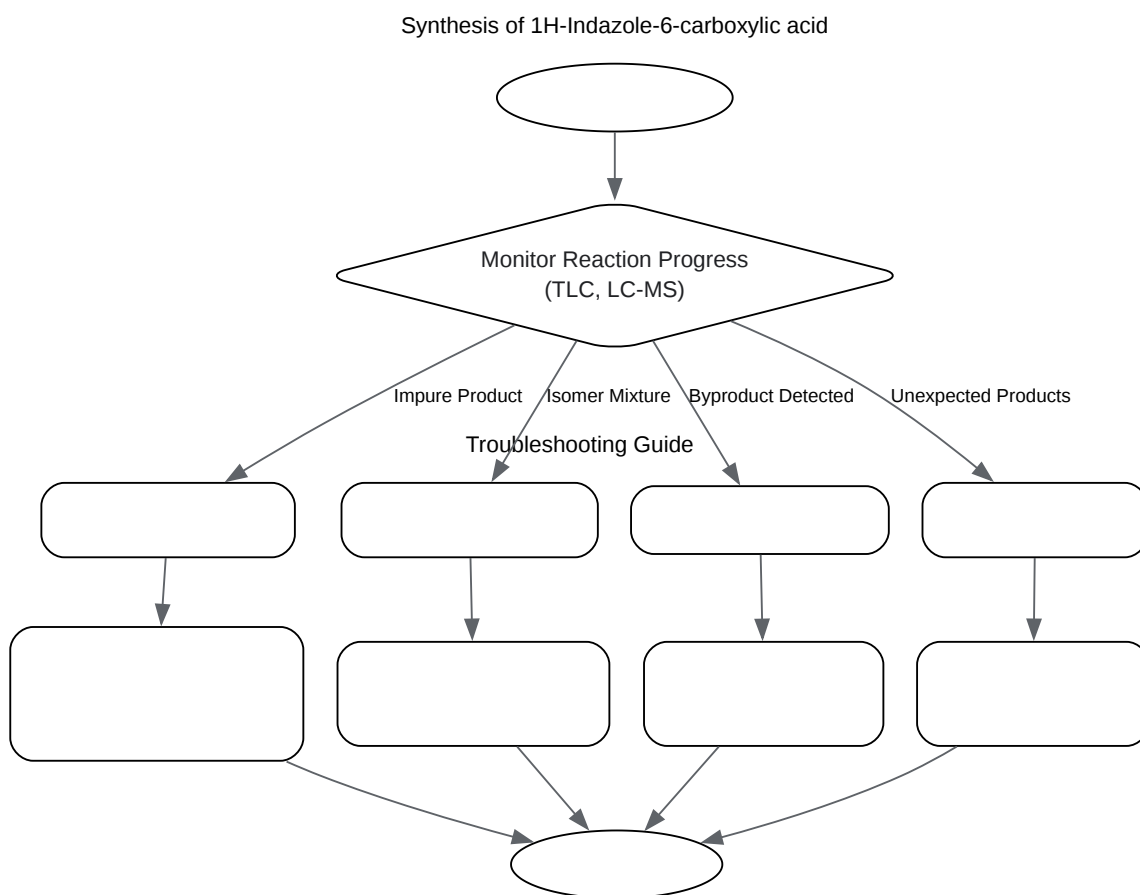 Synthesis of 1H-Indazole-6-carboxylic acid
Monitor Reaction Progress
(TLC, LC-MS)
Impure Product
Isomer Mixture
Byproduct Detected
Unexpected Products
Troubleshooting Guide